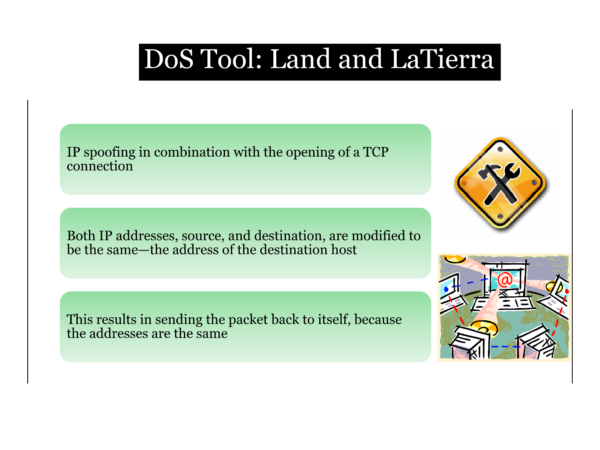 DoS Tool: Land and LaTierra
IP spoofing in combination with the opening of a TCP
connection
Both IP addresses, source, and destination, are modified to
be the same—the address of the destination host
@
This results in sending the packet back to itself, because
the addresses are the same